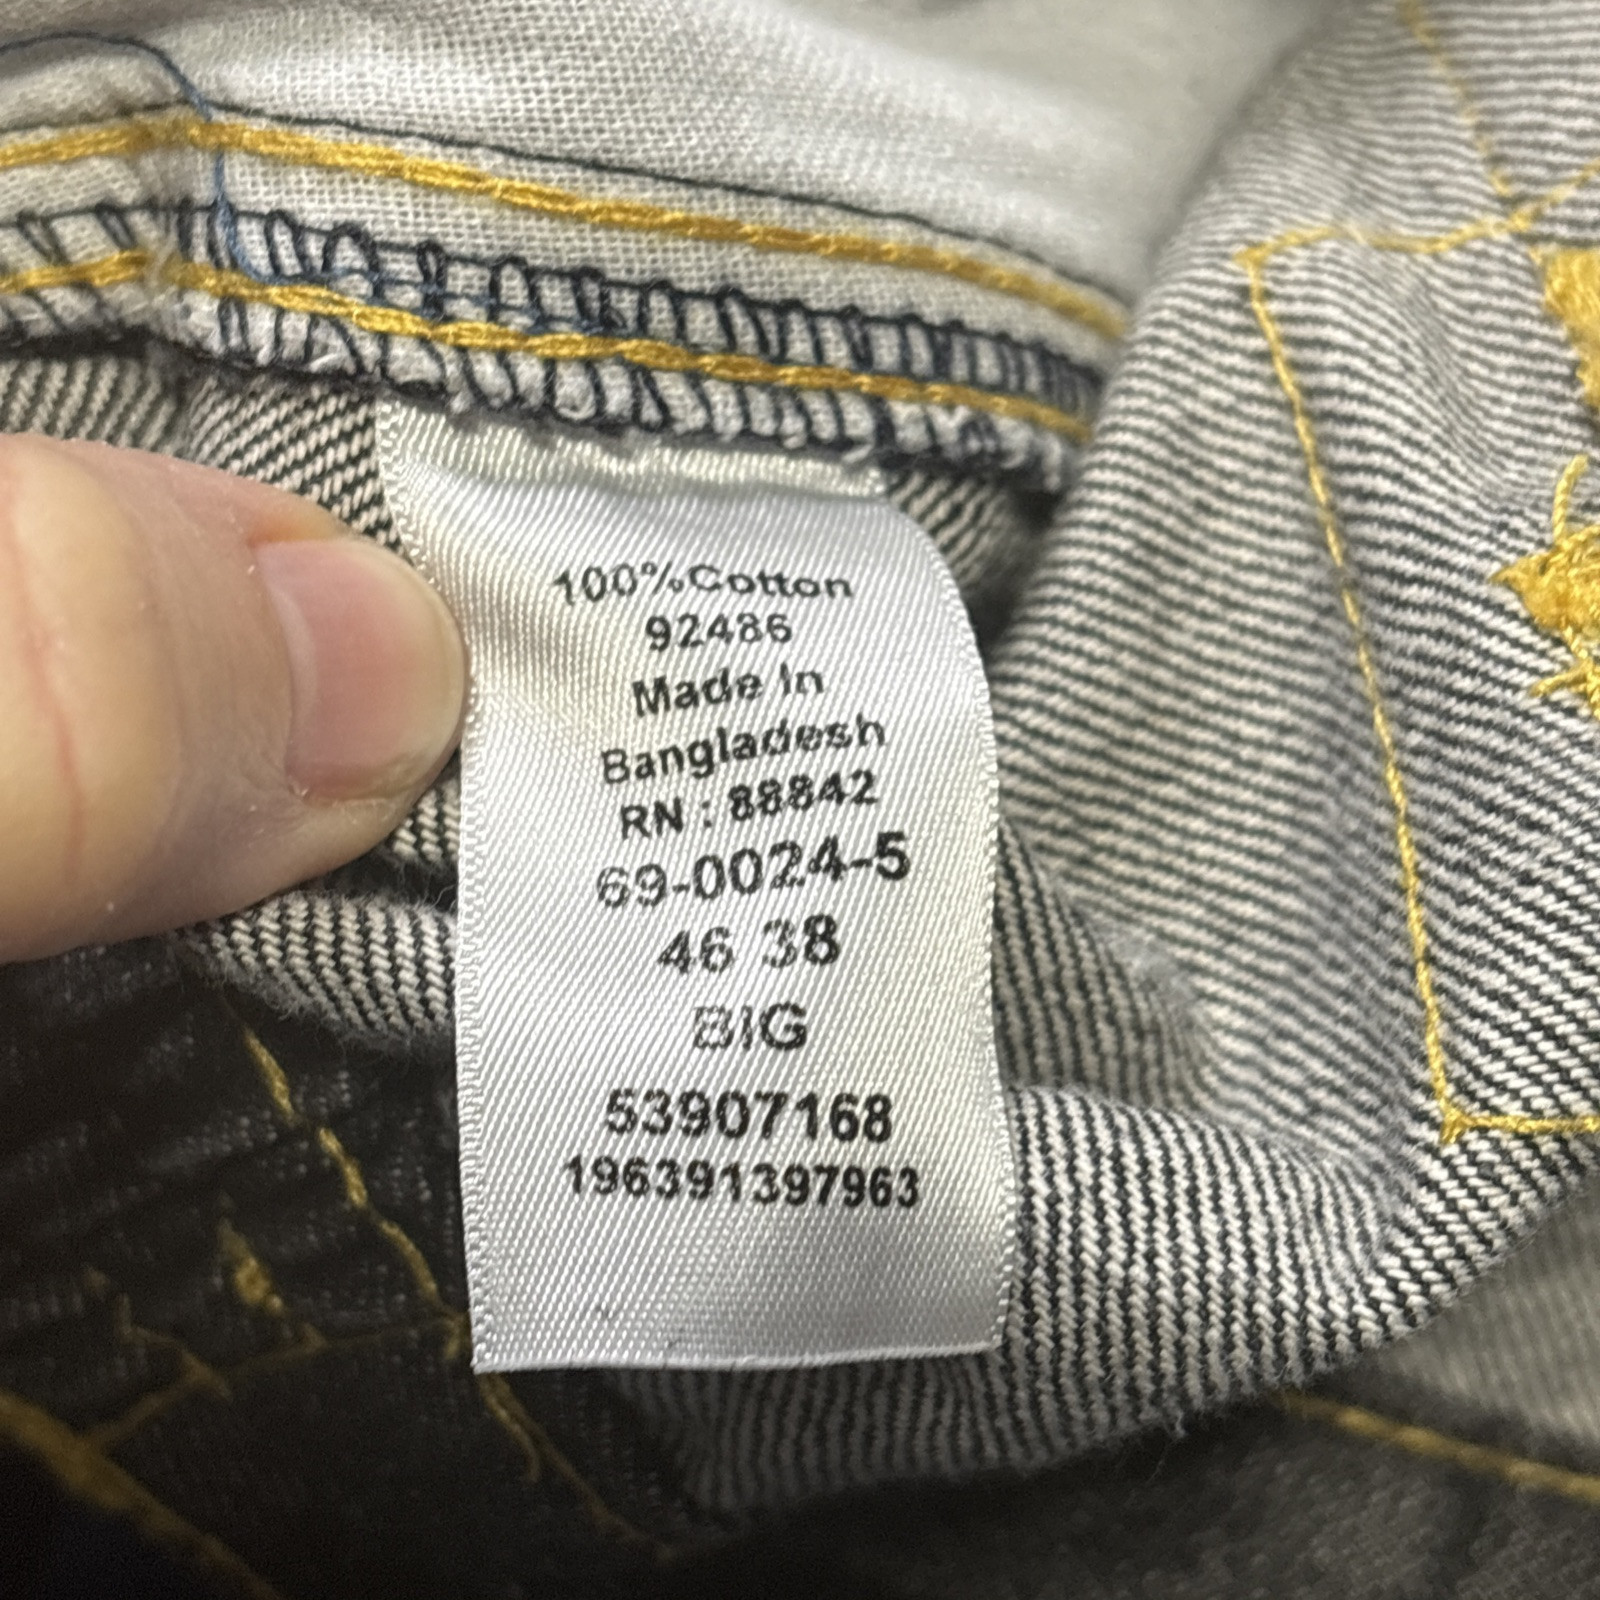 100%Cotton
92486
Made In
Bangladesh
RN : 88842
69-0024-5
46 38
BIG
53907168
196391397963